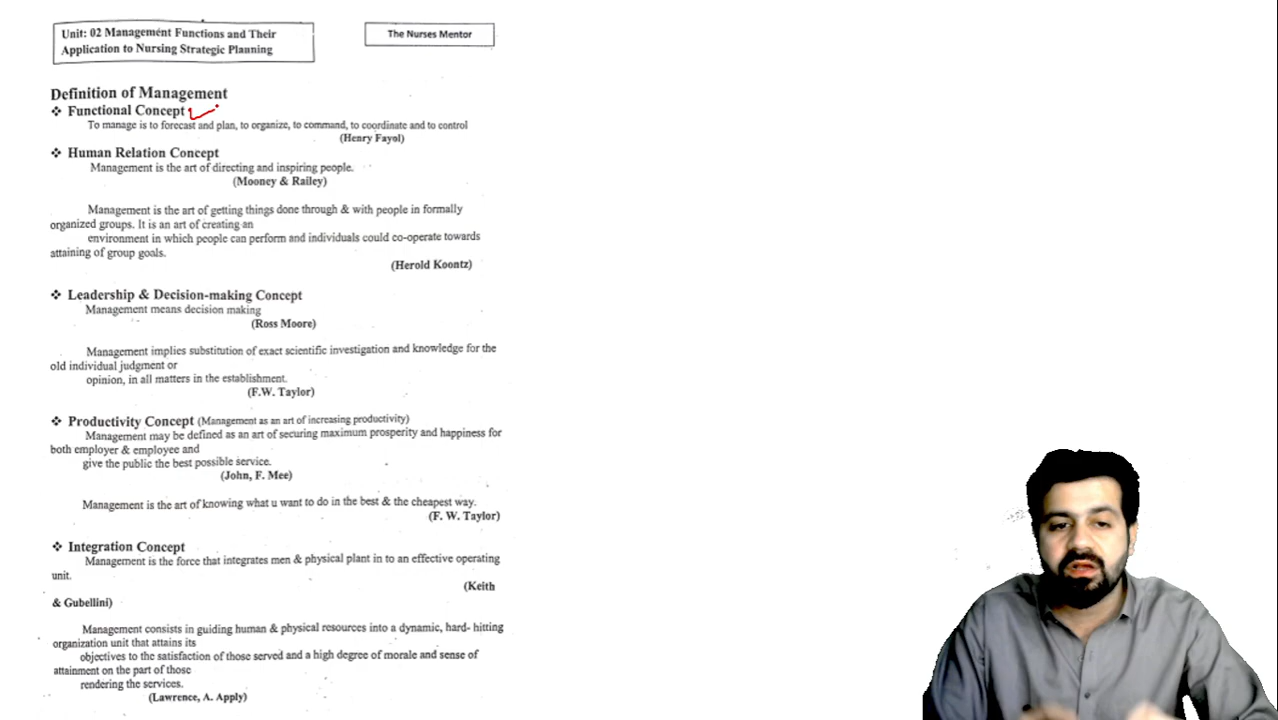 Unit: 02 Management Functions and Their
Application to Nursing Strategic Planning
The Nurses Mentor
Definition of Management
❖ Functional Concept
To manage is to forecast and plan, to organize, to command, to coordinate and to control
(Henry Fayol)
❖ Human Relation Concept
Management is the art of directing and inspiring people.
(Mooney & Railey)
Management is the art of getting things done through & with people in formally
organized groups. It is an art of creating an
environment in which people can perform and individuals could co-operate towards
attaining of group goals.
(Herold Koontz)
❖ Leadership & Decision-making Concept
Management means decision making
(Ross Moore)
Management implies substitution of exact scientific investigation and knowledge for the
old individual judgment or
opinion, in all matters in the establishment.
(F.W. Taylor)
❖ Productivity Concept (Management as an art of increasing productivity)
Management may be defined as an art of securing maximum prosperity and happiness for
both employer & employee and
give the public the best possible service.
(John, F. Mee)
Management is the art of knowing what u want to do in the best & the cheapest way.
(F. W. Taylor)
❖ Integration Concept
Management is the force that integrates men & physical plant in to an effective operating
unit.
(Keith
& Gubellini)
Management consists in guiding human & physical resources into a dynamic, hard- hitting
organization unit that attains its
objectives to the satisfaction of those served and a high degree of morale and sense of
attainment on the part of those
rendering the services.
(Lawrence, A. Apply)